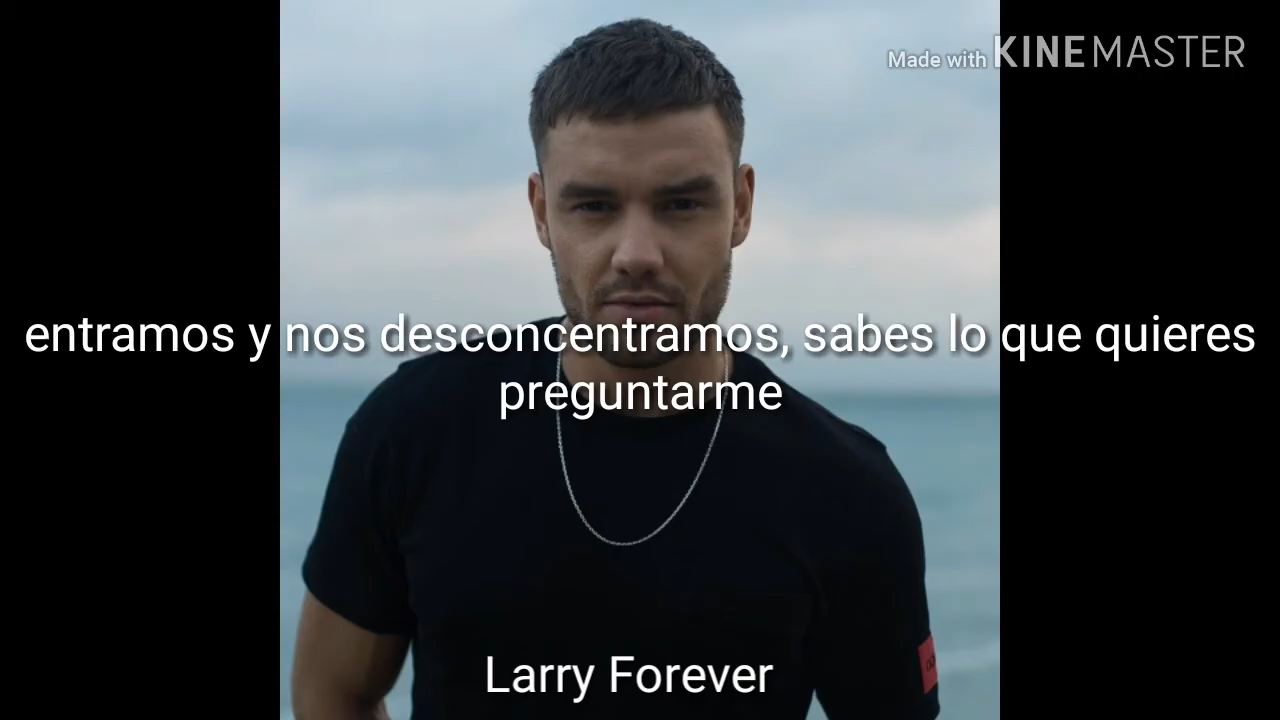 Made with KINEMASTER
entramos y nos desconcentramos, sabes lo que quieres
preguntarme
Larry Forever